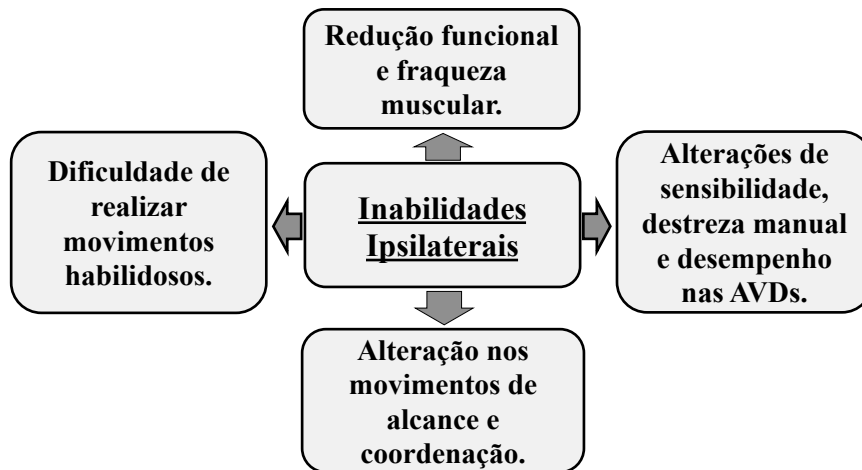 Redução funcional
e fraqueza
muscular.
Dificuldade de
realizar
movimentos
habilidosos.
Inabilidades
Ipsilaterais
Alterações de
sensibilidade,
destreza manual
e desempenho
nas AVDs.
Alteração nos
movimentos de
alcance e
coordenação.